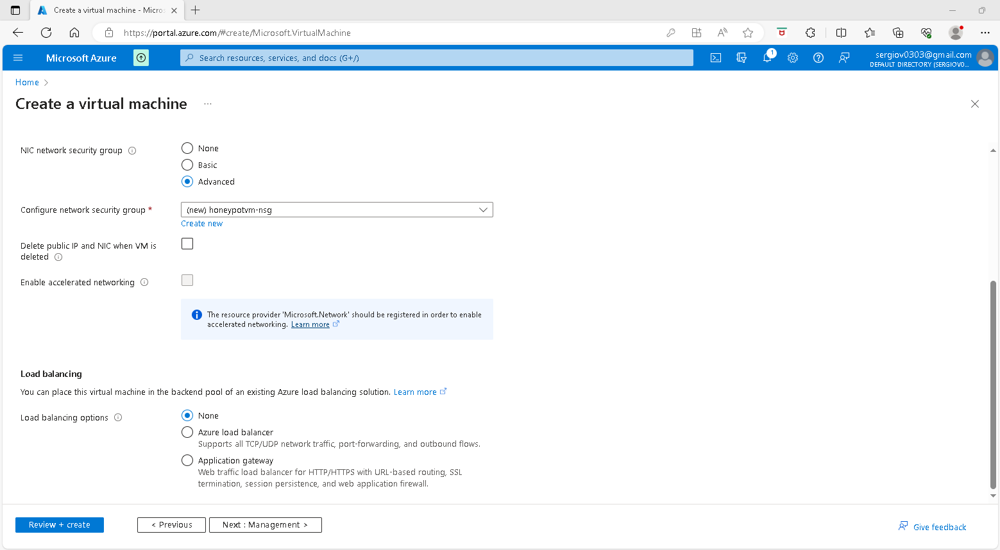 Create a virtual machine - Micros
https://portal.azure.com/#create/Microsoft.VirtualMachine
Microsoft Azure
Search resources, services, and docs (G+/)
1
sergiov0303@gmail.com
DEFAULT DIRECTORY (SERGIOV0...
Home >
Create a virtual machine ...
NIC network security group
None
Basic
Advanced
Configure network security group *
(new) honeypotvm-nsg
Create new
Delete public IP and NIC when VM is
deleted
Enable accelerated networking
The resource provider 'Microsoft.Network' should be registered in order to enable
accelerated networking. Learn more
Load balancing
You can place this virtual machine in the backend pool of an existing Azure load balancing solution. Learn more
Load balancing options
None
Azure load balancer
Supports all TCP/UDP network traffic, port-forwarding, and outbound flows.
Application gateway
Web traffic load balancer for HTTP/HTTPS with URL-based routing, SSL
termination, session persistence, and web application firewall.
Review + create
< Previous
Next : Management >
Give feedback